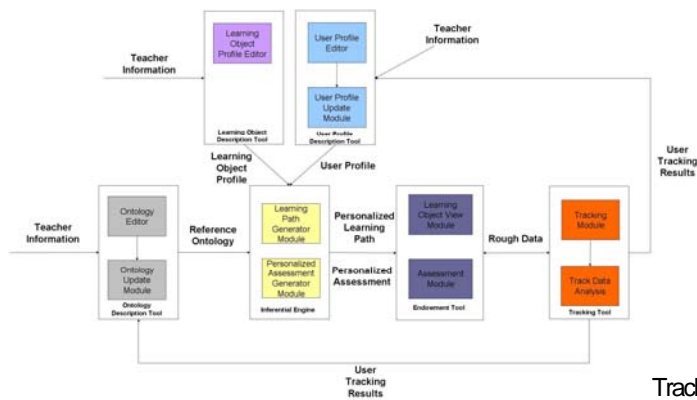 Learning
Object
Profile Editor
User Profile
Editor
Teacher
Information
Teacher
Information
User Profile
Update
Module
Learning Object
Description Tool
User Profile
Description Tool
Learning
Object
Profile
User Profile
User
Tracking
Results
Teacher
Information
Ontology
Editor
Ontology
Update
Module
Ontology
Description Tool
Reference
Ontology
Learning
Path
Generator
Module
Personalized
Assessment
Generator
Module
Inferential Engine
Personalized
Learning
Path
Personalized
Assessment
Learning
Object View
Module
Assessment
Module
Endowment Tool
Rough Data
Tracking
Module
Track Data
Analysis
Tracking Tool
User
Tracking
Results